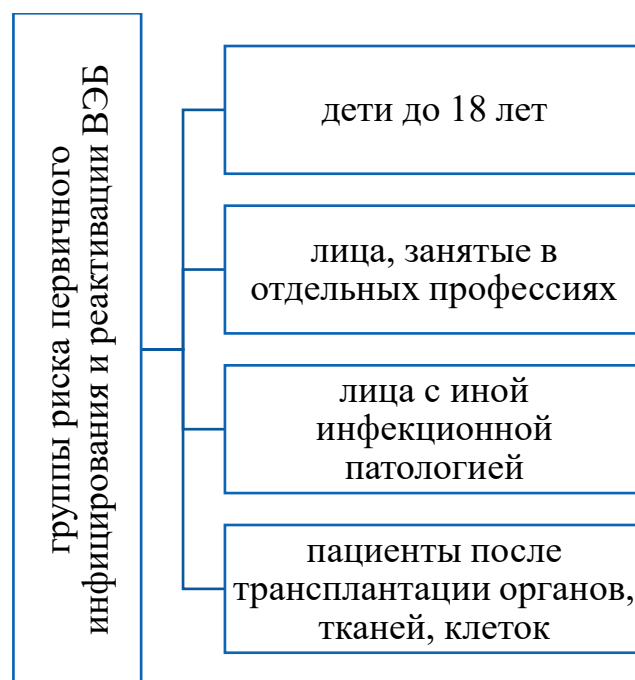 группы риска первичного
инфицирования и реактивации ВЭБ
дети до 18 лет
лица, занятые в
отдельных профессиях
лица с иной
инфекционной
патологией
пациенты после
трансплантации органов,
тканей, клеток